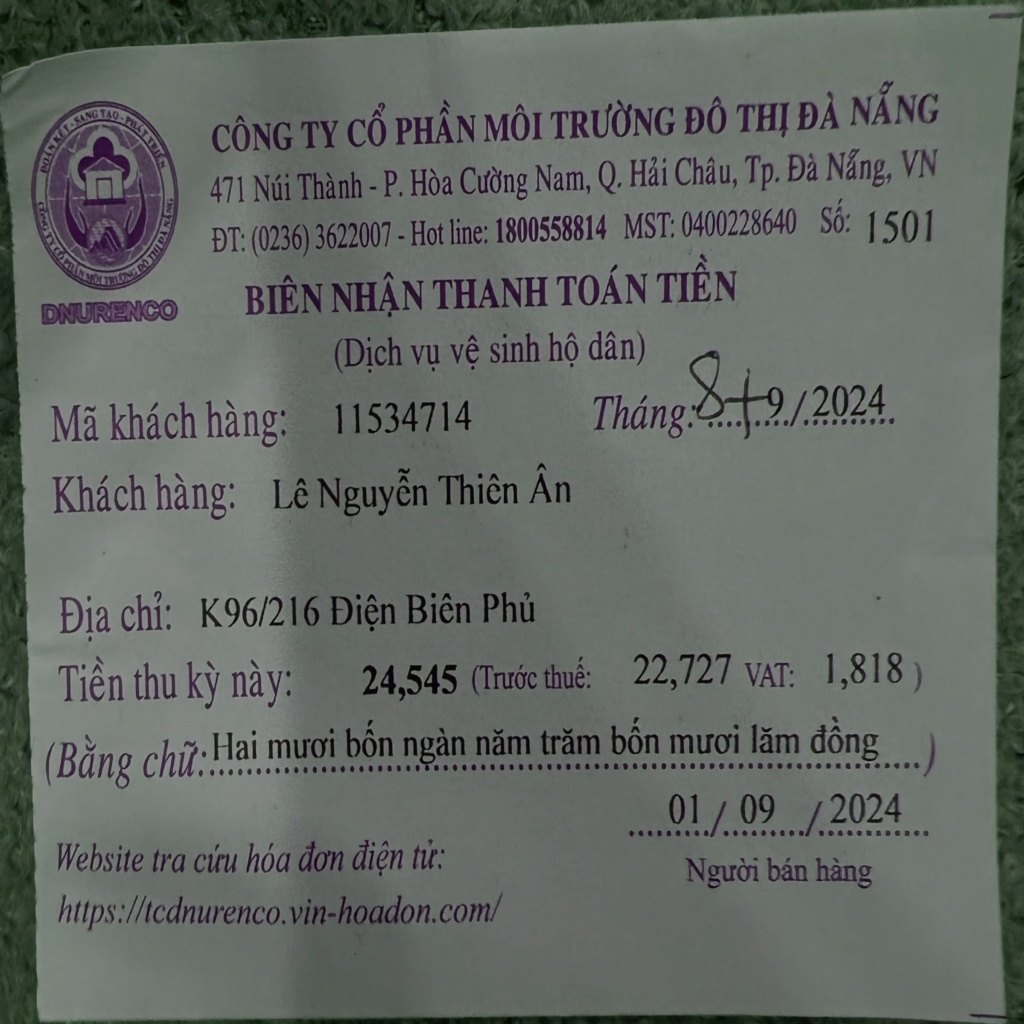 ĐOÀN KẾT - SÁNG TẠO - PHÁT TRIỂN
CÔNG TY CỔ PHẦN MÔI TRƯỜNG ĐÔ THỊ ĐÀ NẴNG
DNURENCO
CÔNG TY CỔ PHẦN MÔI TRƯỜNG ĐÔ THỊ ĐÀ NẴNG
471 Núi Thành - P. Hòa Cường Nam, Q. Hải Châu, Tp. Đà Nẵng, VN
ĐT: (0236) 3622007 - Hot line: 1800558814 MST: 0400228640 Số: 1501
BIÊN NHẬN THANH TOÁN TIỀN
(Dịch vụ vệ sinh hộ dân)
Mã khách hàng: 11534714 Tháng: 8+9/2024
Khách hàng: Lê Nguyễn Thiên Ân
Địa chỉ: K96/216 Điện Biên Phủ
Tiền thu kỳ này: 24,545 (Trước thuế: 22,727 VAT: 1,818 )
(Bằng chữ: Hai mươi bốn ngàn năm trăm bốn mươi lăm đồng )
01 / 09 / 2024
Người bán hàng
Website tra cứu hóa đơn điện tử:
https://tcdnurenco.vin-hoadon.com/